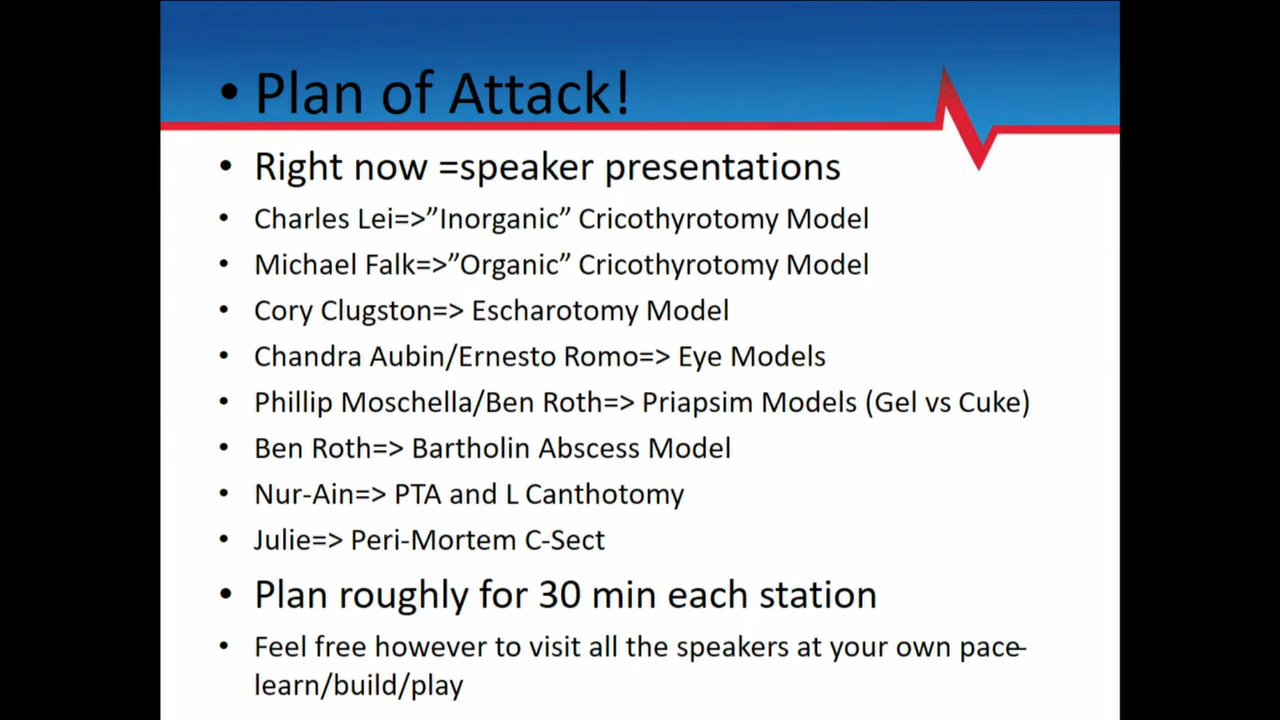 • Plan of Attack!
• Right now =speaker presentations
• Charles Lei=>”Inorganic” Cricothyrotomy Model
• Michael Falk=>”Organic” Cricothyrotomy Model
• Cory Clugston=> Escharotomy Model
• Chandra Aubin/Ernesto Romo=> Eye Models
• Phillip Moschella/Ben Roth=> Priapsim Models (Gel vs Cuke)
• Ben Roth=> Bartholin Abscess Model
• Nur-Ain=> PTA and L Canthotomy
• Julie=> Peri-Mortem C-Sect
• Plan roughly for 30 min each station
• Feel free however to visit all the speakers at your own pace-
learn/build/play